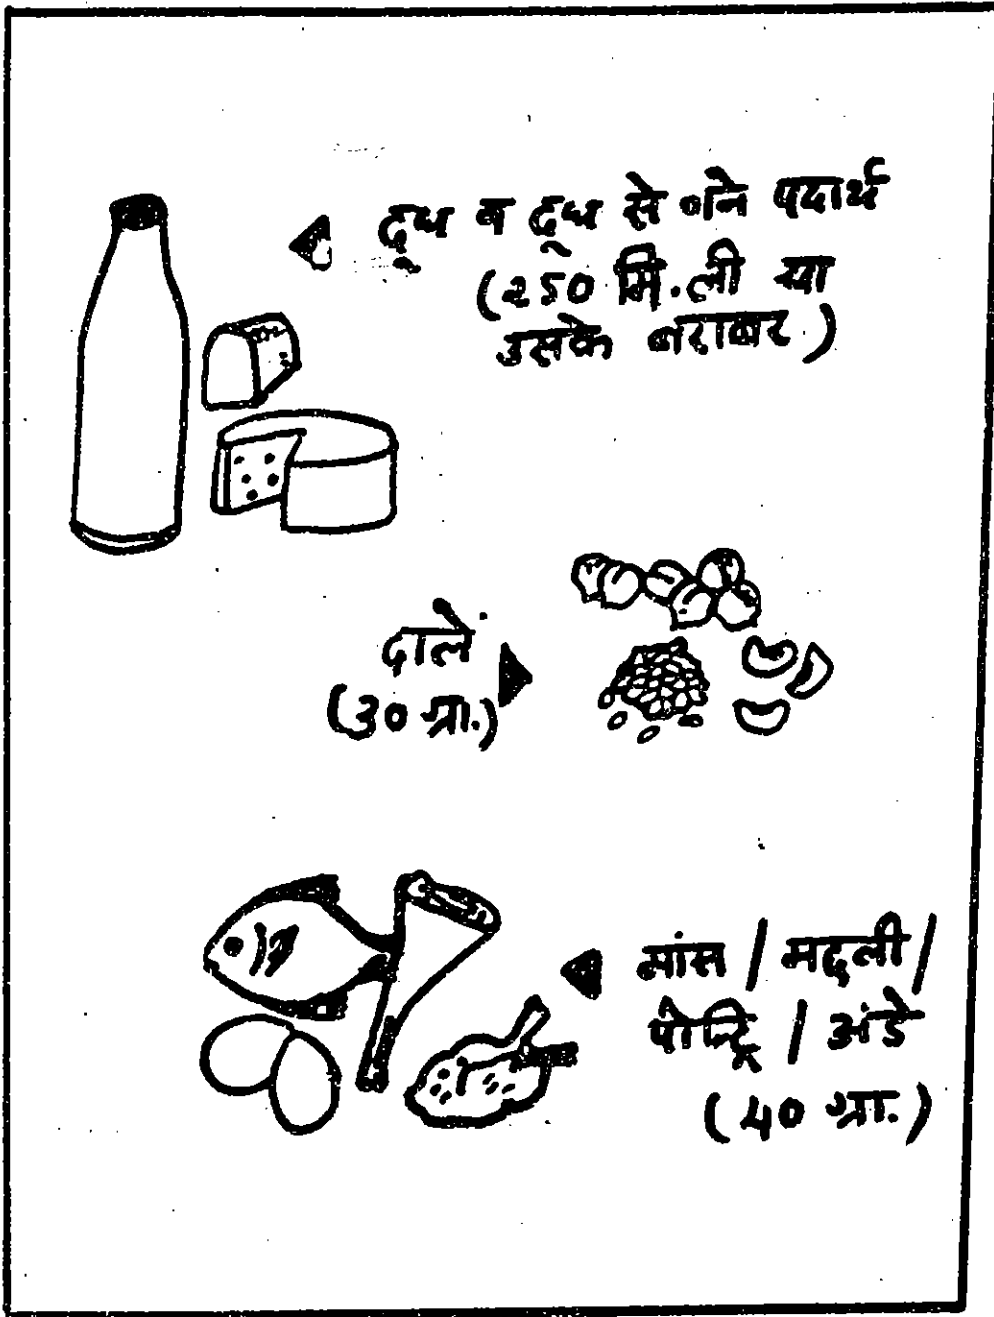 दूध व दूध से बने पदार्थ
(250 मि.ली या
उसके बराबर)
दालें
(30 ग्रा.)
मांस / मछली /
पोल्ट्रि / अंडे
(40 ग्रा.)